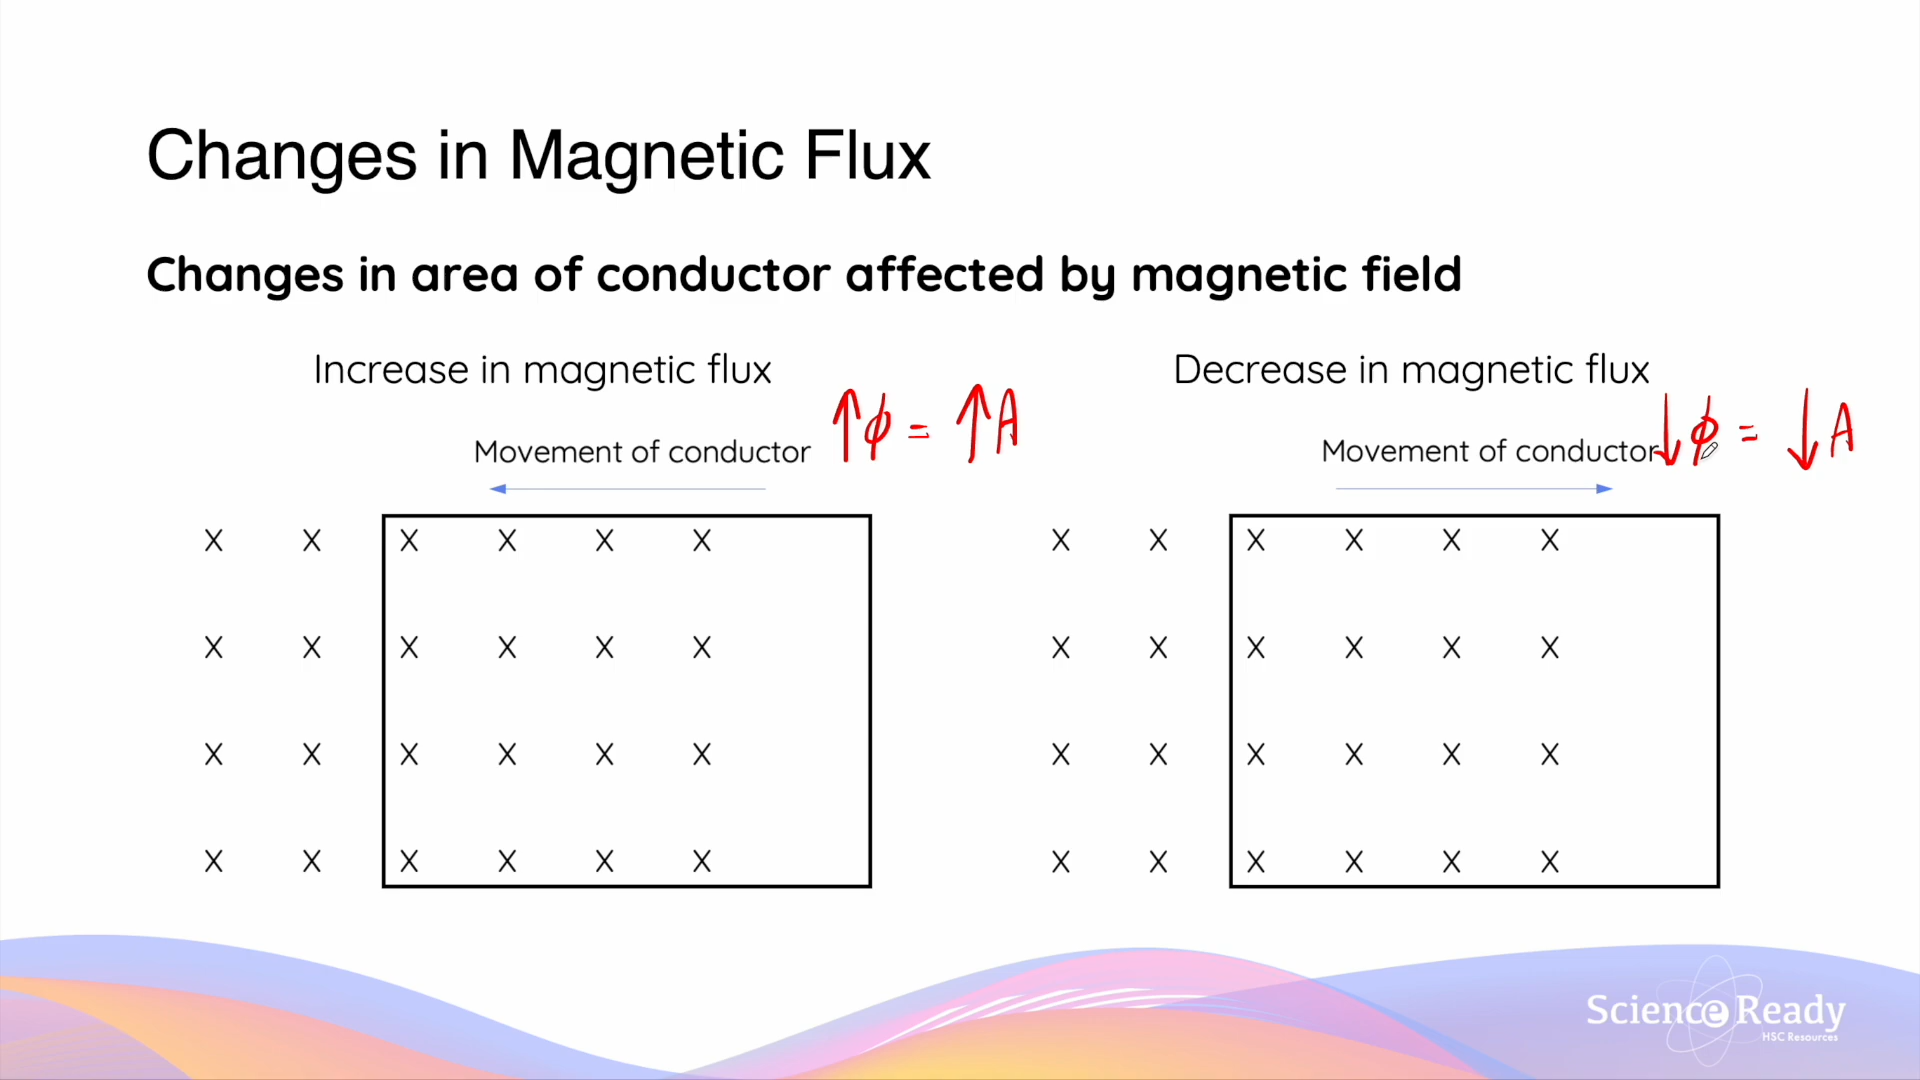 Changes in Magnetic Flux
Changes in area of conductor affected by magnetic field
Increase in magnetic flux
↑ϕ = ↑A
Movement of conductor
X X X X X X
X X X X X X
X X X X X X
X X X X X X
Decrease in magnetic flux
↓ϕ = ↓A
Movement of conductor
X X X X X X
X X X X X X
X X X X X X
X X X X X X
Science Ready
HSC Resources